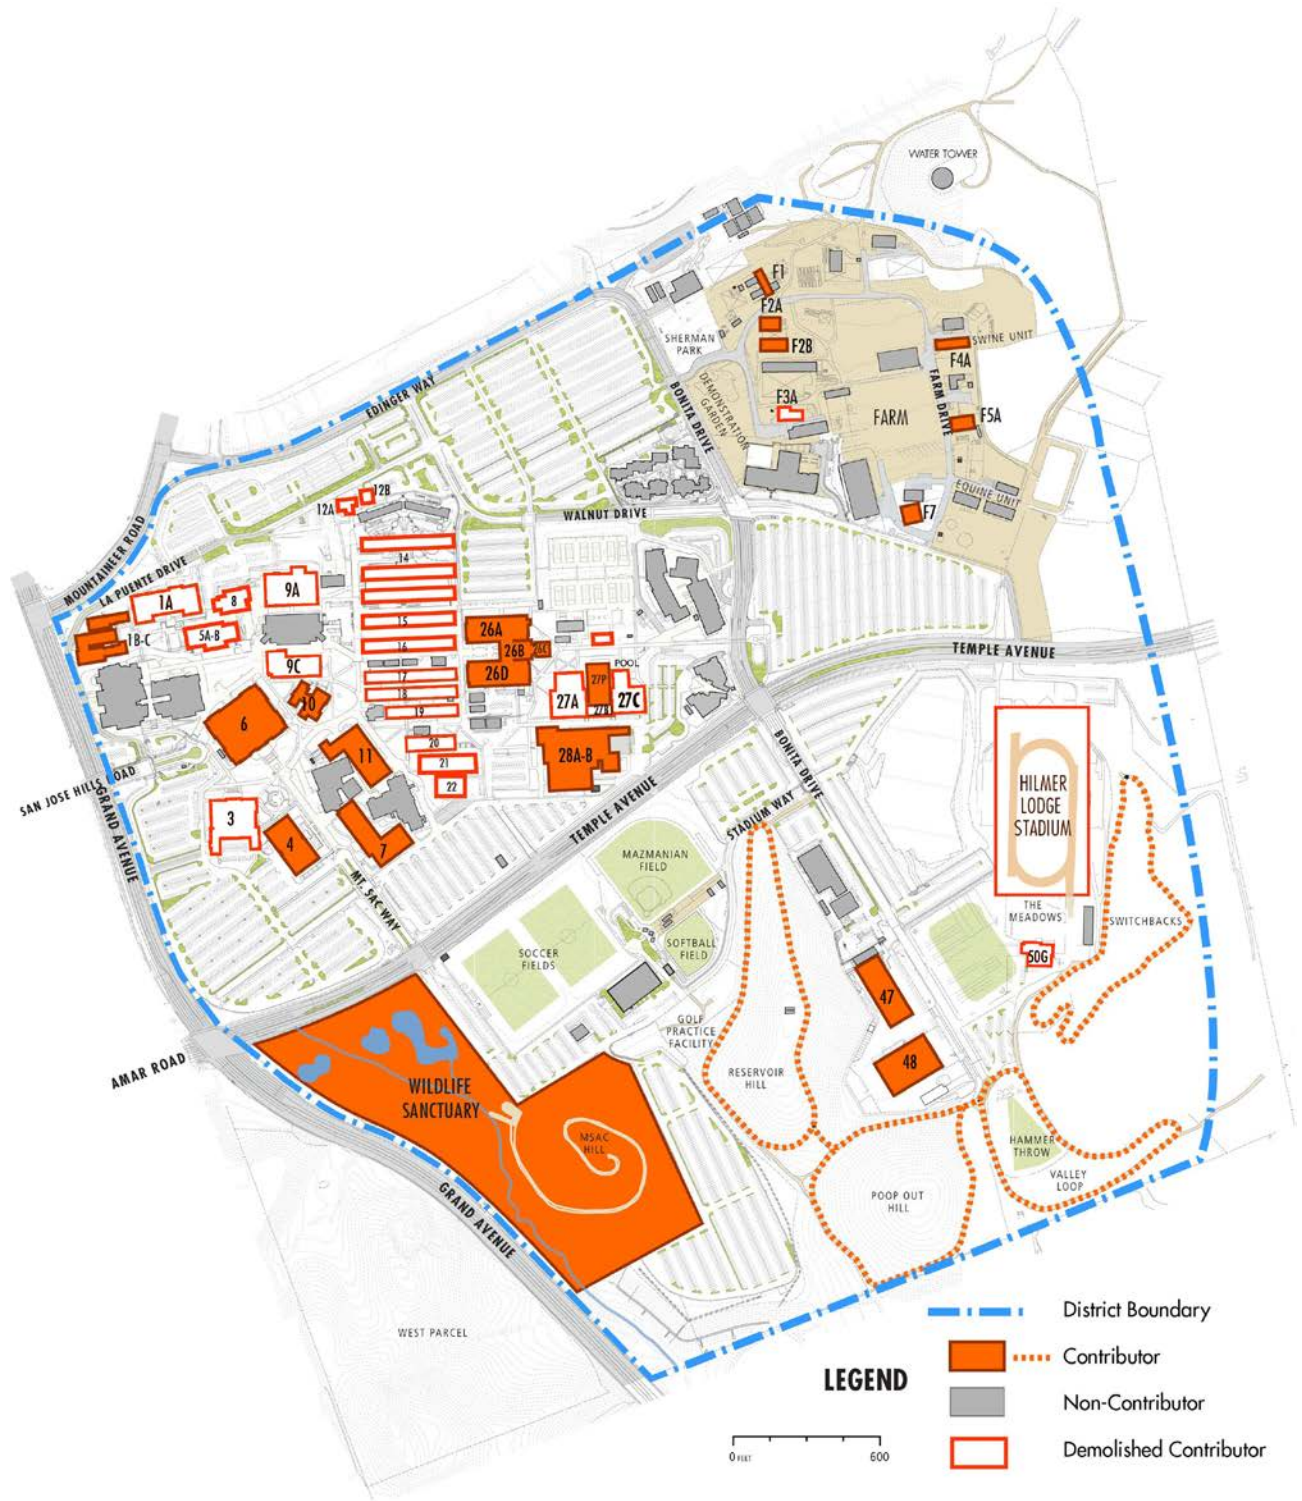 WATER TOWER
F1
F2A
SHERMAN
PARK
F2B
SWINE UNIT
F4A
DEMONSTRATION
GARDEN
BONITA DRIVE
F3A
FARM
FARM DRIVE
F5A
EDINGER WAY
EQUINE UNIT
F7
12B
12A
WALNUT DRIVE
MOUNTAINEER ROAD
LA PUENTE DRIVE
14
1A
8
9A
15
1B-C
5A-B
16
26A
26B
26C
TEMPLE AVENUE
9C
26D
POOL
17
18
27A
27P
27B
27C
10
6
19
11
20
21
22
28A-B
BONITA DRIVE
SAN JOSE HILLS ROAD
GRAND AVENUE
3
4
7
TEMPLE AVENUE
STADIUM WAY
HILMER
LODGE
STADIUM
MAZMANIAN
FIELD
MT. SAC WAY
THE
MEADOWS
SWITCHBACKS
SOFTBALL
FIELD
SOCCER
FIELDS
50G
47
GOLF
PRACTICE
FACILITY
AMAR ROAD
48
RESERVOIR
HILL
WILDLIFE
SANCTUARY
MSAC
HILL
HAMMER
THROW
VALLEY
LOOP
POOP OUT
HILL
GRAND AVENUE
WEST PARCEL
LEGEND
District Boundary
Contributor
Non-Contributor
Demolished Contributor
0 FEET
600